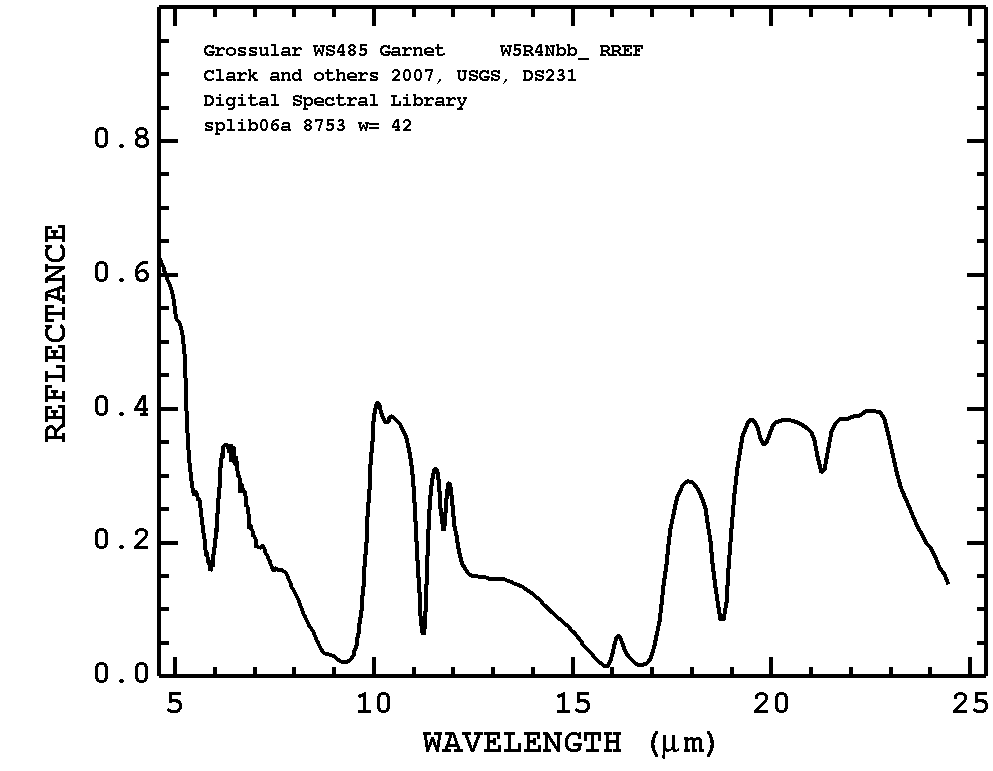 Grossular WS485 Garnet W5R4Nbb_ RREF
Clark and others 2007, USGS, DS231
Digital Spectral Library
splib06a 8753 w= 42
0.8
0.6
0.4
0.2
0.0
REFLECTANCE
5 10 15 20 25
WAVELENGTH (μm)